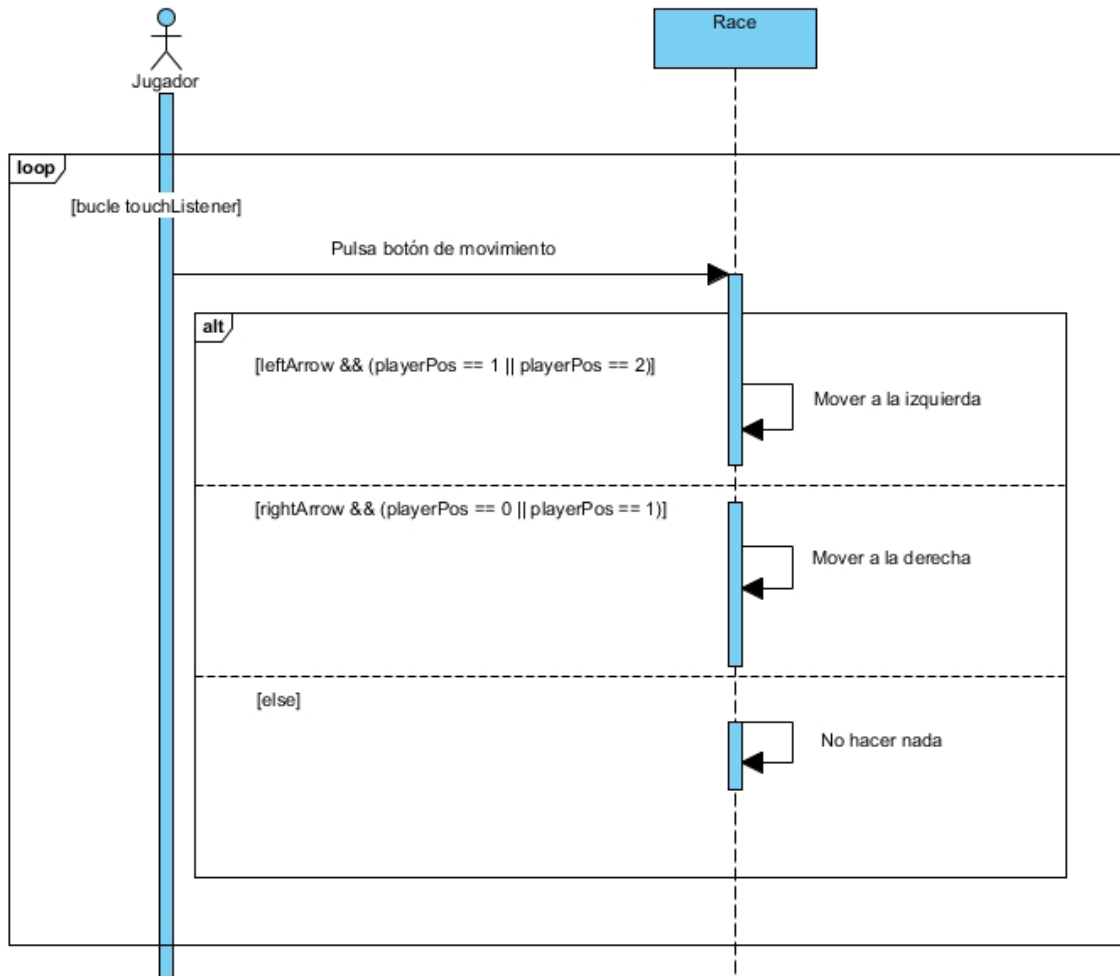 Race
Jugador
loop
[bucle touchListener]
Pulsa botón de movimiento
alt
[leftArrow && (playerPos == 1 || playerPos == 2)]
Mover a la izquierda
[rightArrow && (playerPos == 0 || playerPos == 1)]
Mover a la derecha
[else]
No hacer nada